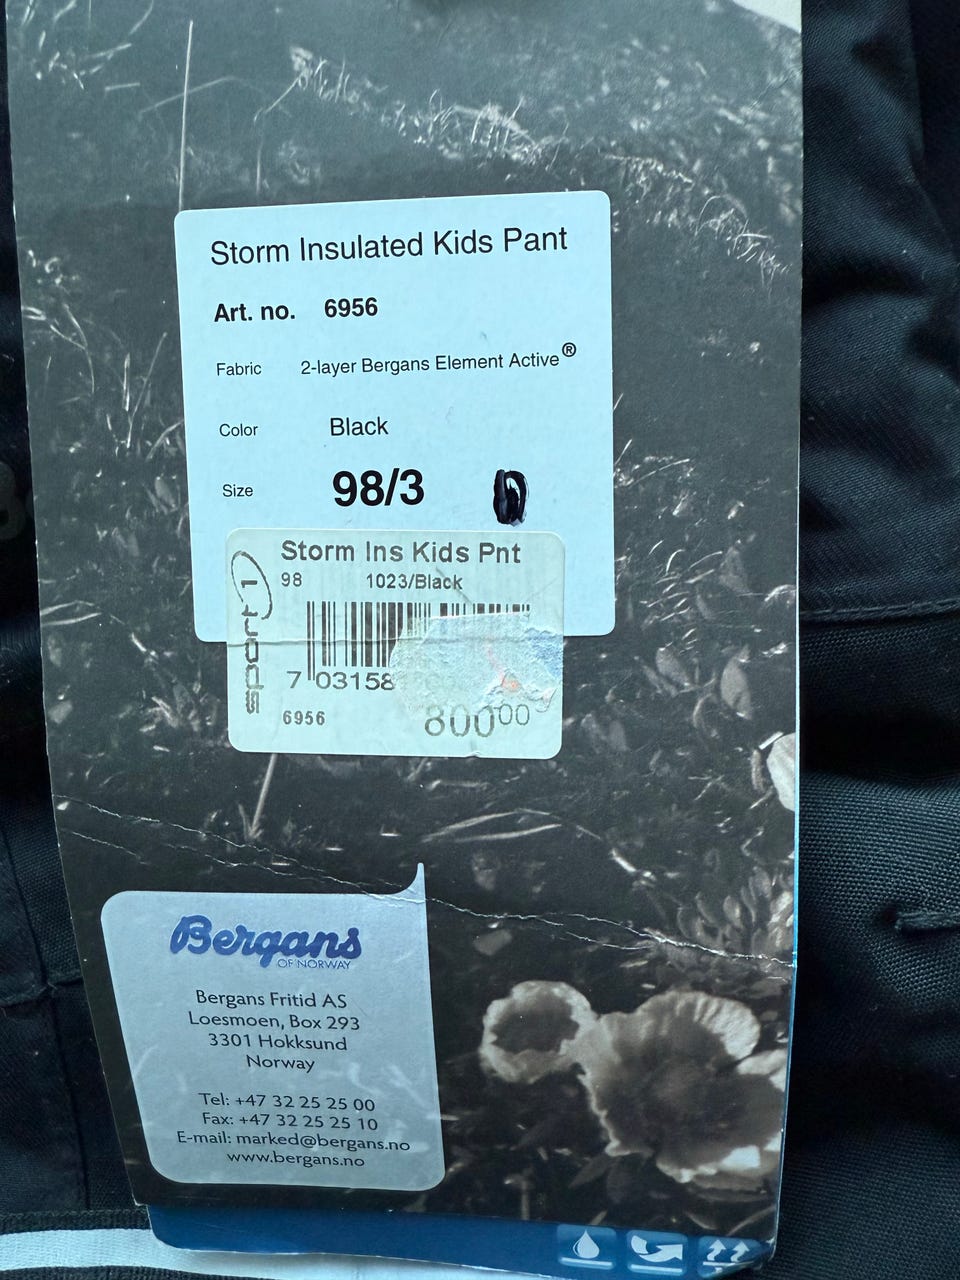 Storm Insulated Kids Pant
Art. no. 6956
Fabric 2-layer Bergans Element Active®
Color Black
Size 98/3
Storm Ins Kids Pnt
98 1023/Black
sport 1
7 03158
6956 80000
Bergans
OF NORWAY
Bergans Fritid AS
Loesmoen, Box 293
3301 Hokksund
Norway
Tel: +47 32 25 25 00
Fax: +47 32 25 25 10
E-mail: marked@bergans.no
www.bergans.no